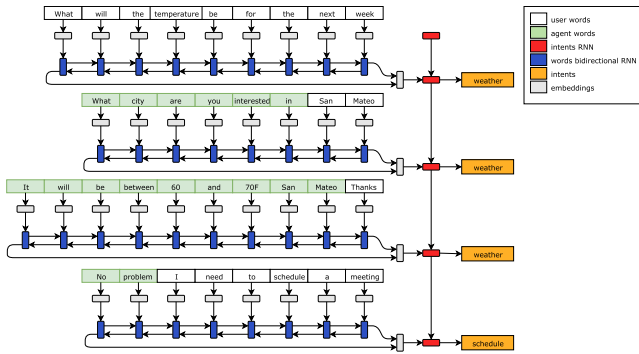 What will the temperature be for the next week
user words
agent words
intents RNN
words bidirectional RNN
intents
embeddings
weather
What city are you interested in San Mateo
weather
It will be between 60 and 70F San Mateo Thanks
weather
No problem I need to schedule a meeting
schedule